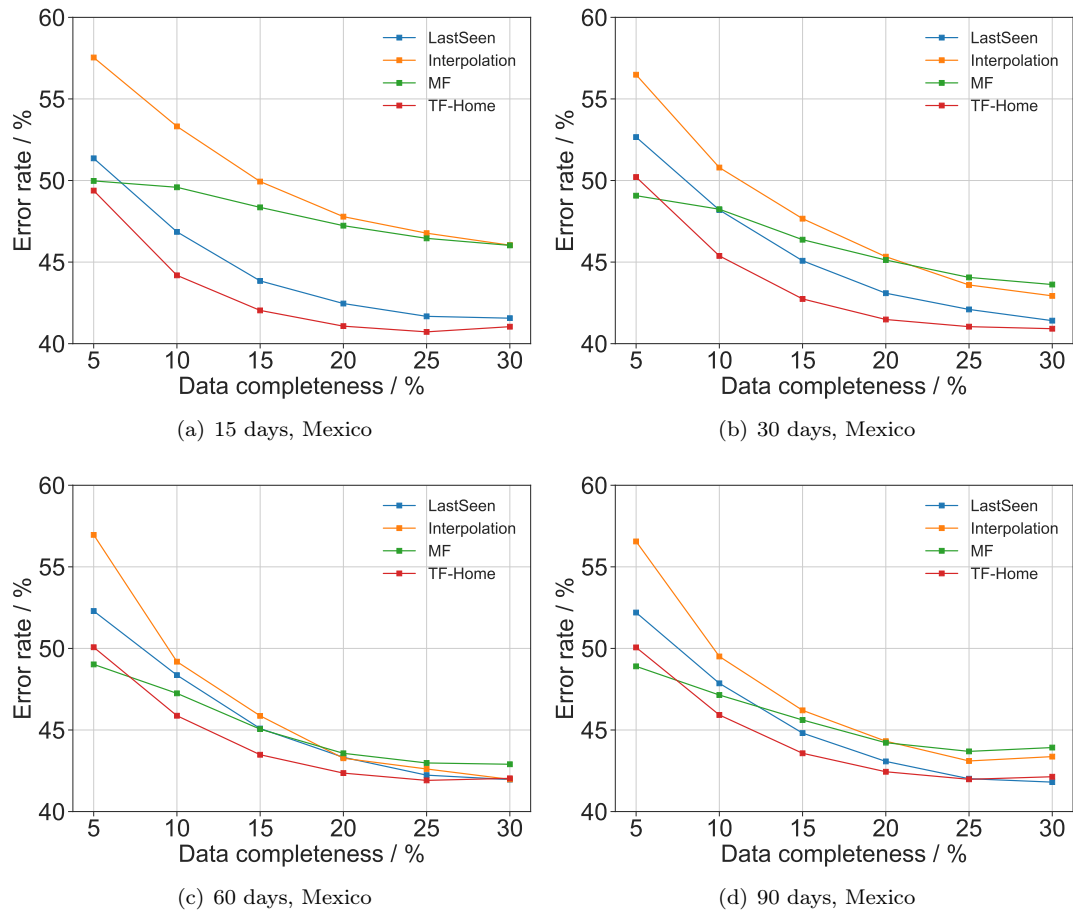 60
55
50
45
40
Error rate / %
5 10 15 20 25 30
Data completeness / %
LastSeen
Interpolation
MF
TF-Home
(a) 15 days, Mexico
60
55
50
45
40
Error rate / %
5 10 15 20 25 30
Data completeness / %
LastSeen
Interpolation
MF
TF-Home
(b) 30 days, Mexico
60
55
50
45
40
Error rate / %
5 10 15 20 25 30
Data completeness / %
LastSeen
Interpolation
MF
TF-Home
(c) 60 days, Mexico
60
55
50
45
40
Error rate / %
5 10 15 20 25 30
Data completeness / %
LastSeen
Interpolation
MF
TF-Home
(d) 90 days, Mexico